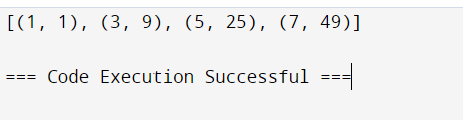 [(1, 1), (3, 9), (5, 25), (7, 49)]
=== Code Execution Successful ===